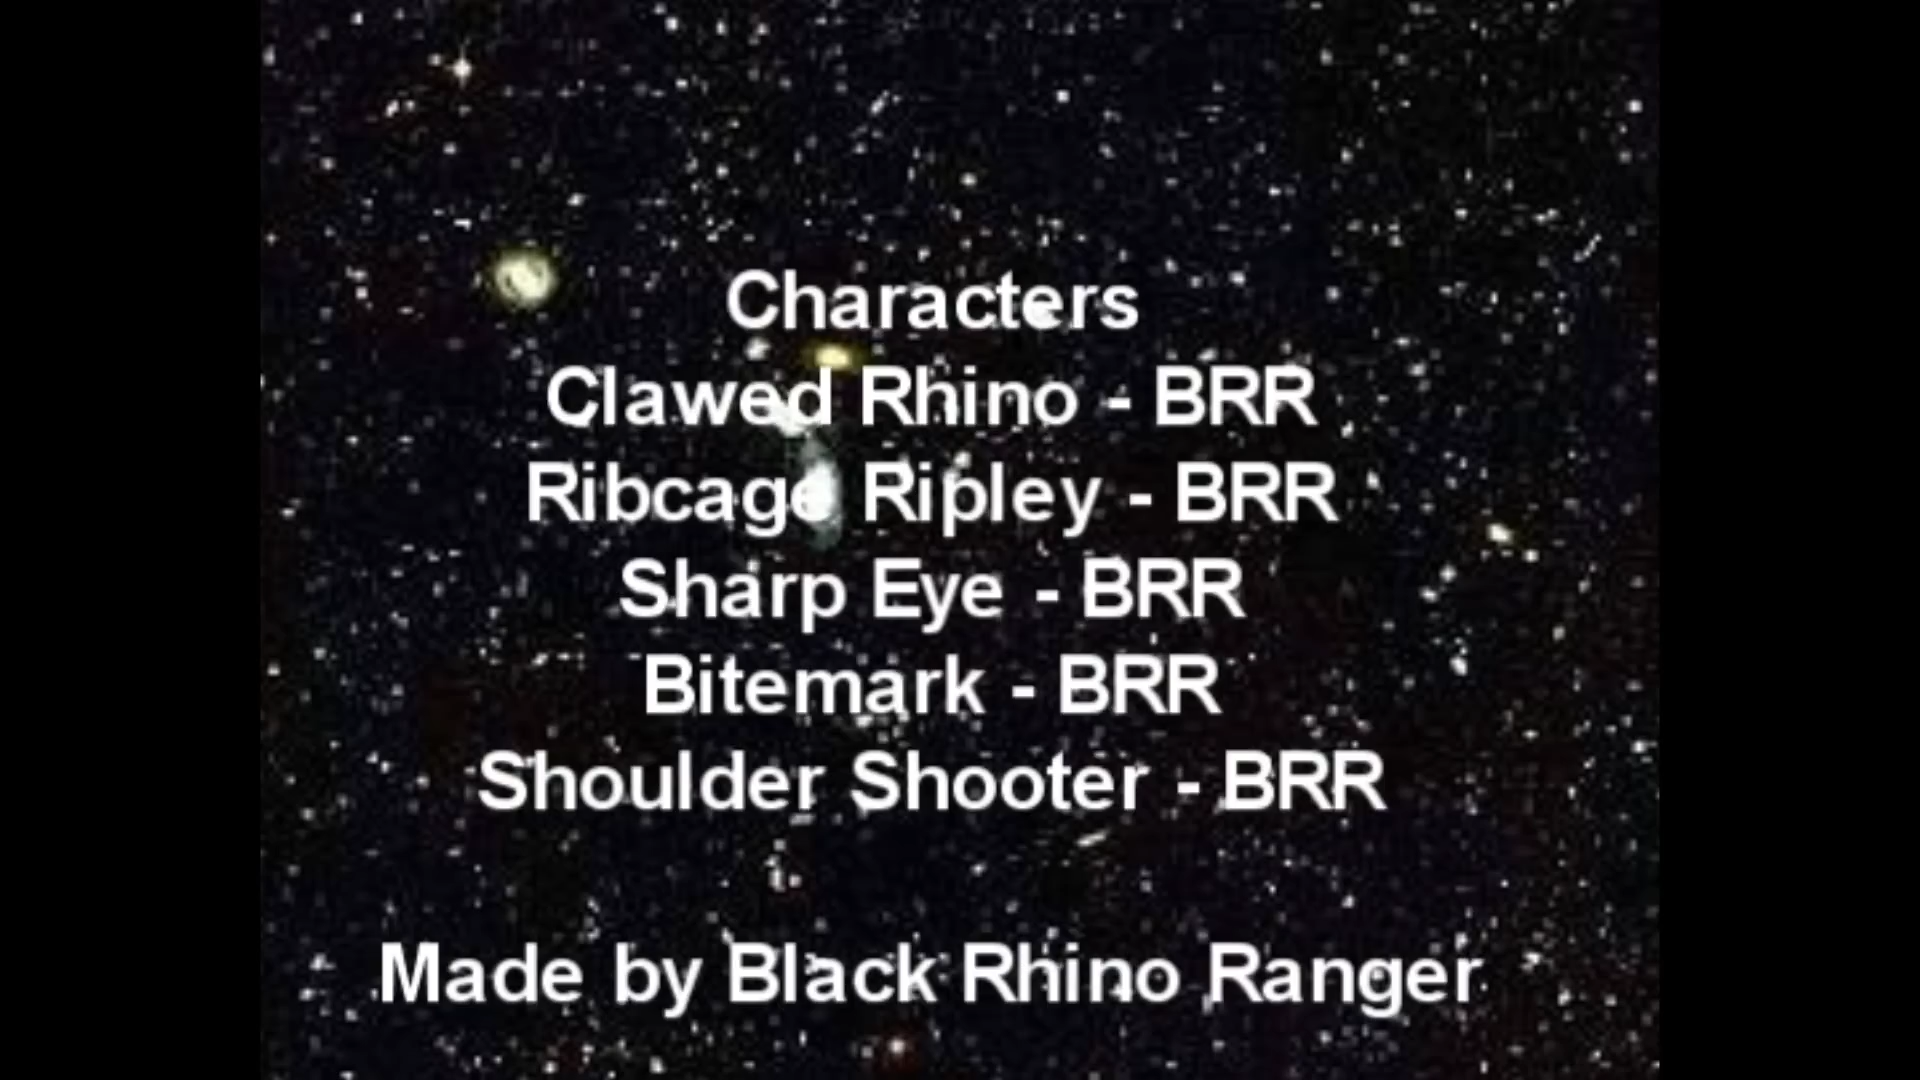 Characters
Clawed Rhino - BRR
Ribcage Ripley - BRR
Sharp Eye - BRR
Bitemark - BRR
Shoulder Shooter - BRR
Made by Black Rhino Ranger